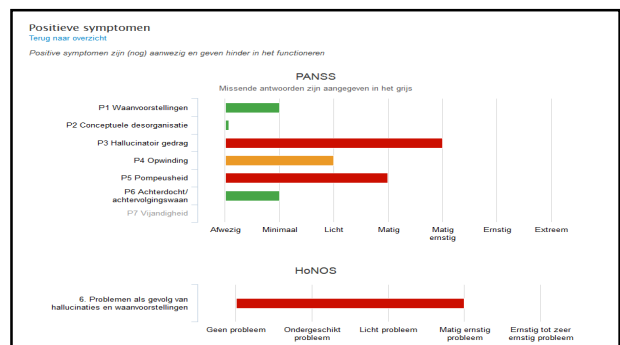 Positieve symptomen
Terug naar overzicht
Positive symptomen zijn (nog) aanwezig en geven hinder in het functioneren
PANSS
Missende antwoorden zijn aangegeven in het grijs
P1 Waanvoorstellingen
P2 Conceptuele desorganisatie
P3 Hallucinatoir gedrag
P4 Opwinding
P5 Pompeusheid
P6 Achterdocht/
achtervolgingswaan
P7 Vijandigheid
Afwezig Minimaal Licht Matig Matig Ernstig Extreem
ernstig
HoNOS
6. Problemen als gevolg van
hallucinaties en waanvoorstellingen
Geen probleem Ondergeschikt Licht probleem Matig ernstig Ernstig tot zeer
probleem probleem ernstig probleem